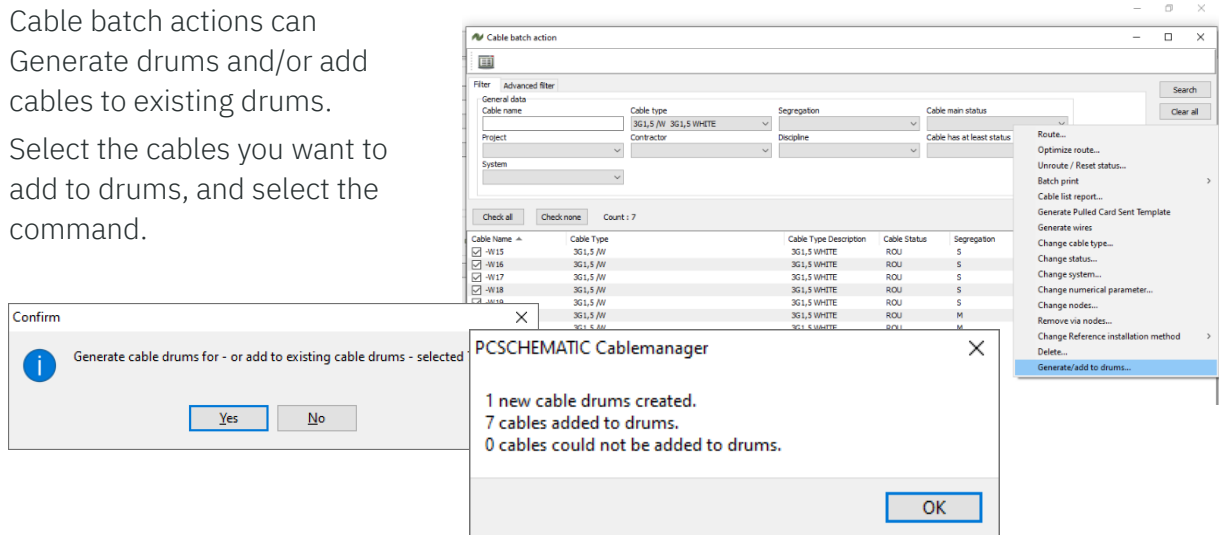 Cable batch actions can
Generate drums and/or add
cables to existing drums.
Select the cables you want to
add to drums, and select the
command.
Cable batch action
Filter Advanced filter
General data
Cable name Cable type Segregation Cable main status
3G1,5 /W 3G1,5 WHITE
Project Contractor Discipline Cable has at least status
System
Search
Clear all
Check all Check none Count : 7
Cable Name Cable Type Cable Type Description Cable Status Segregation
-W15 3G1,5 /W 3G1,5 WHITE ROU S
-W16 3G1,5 /W 3G1,5 WHITE ROU S
-W17 3G1,5 /W 3G1,5 WHITE ROU S
-W18 3G1,5 /W 3G1,5 WHITE ROU S
-W19 3G1,5 /W 3G1,5 WHITE ROU S
3G1,5 /W 3G1,5 WHITE ROU M
3G1,5 /W 3G1,5 WHITE ROU M
Route...
Optimize route...
Unroute / Reset status...
Batch print
Cable list report...
Generate Pulled Card Sent Template
Generate wires
Change cable type...
Change status...
Change system...
Change numerical parameter...
Change nodes...
Remove via nodes...
Change Reference installation method
Delete...
Generate/add to drums...
Confirm
Generate cable drums for - or add to existing cable drums - selected
Yes No
PCSCHEMATIC Cablemanager
1 new cable drums created.
7 cables added to drums.
0 cables could not be added to drums.
OK